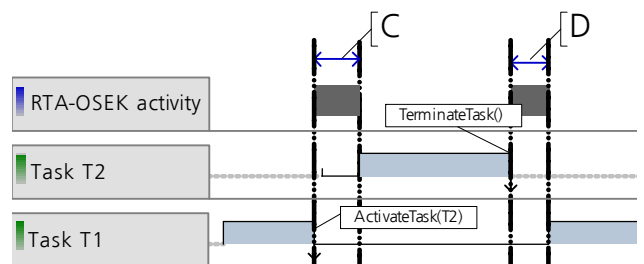 C
D
RTA-OSEK activity
TerminateTask()
Task T2
ActivateTask(T2)
Task T1